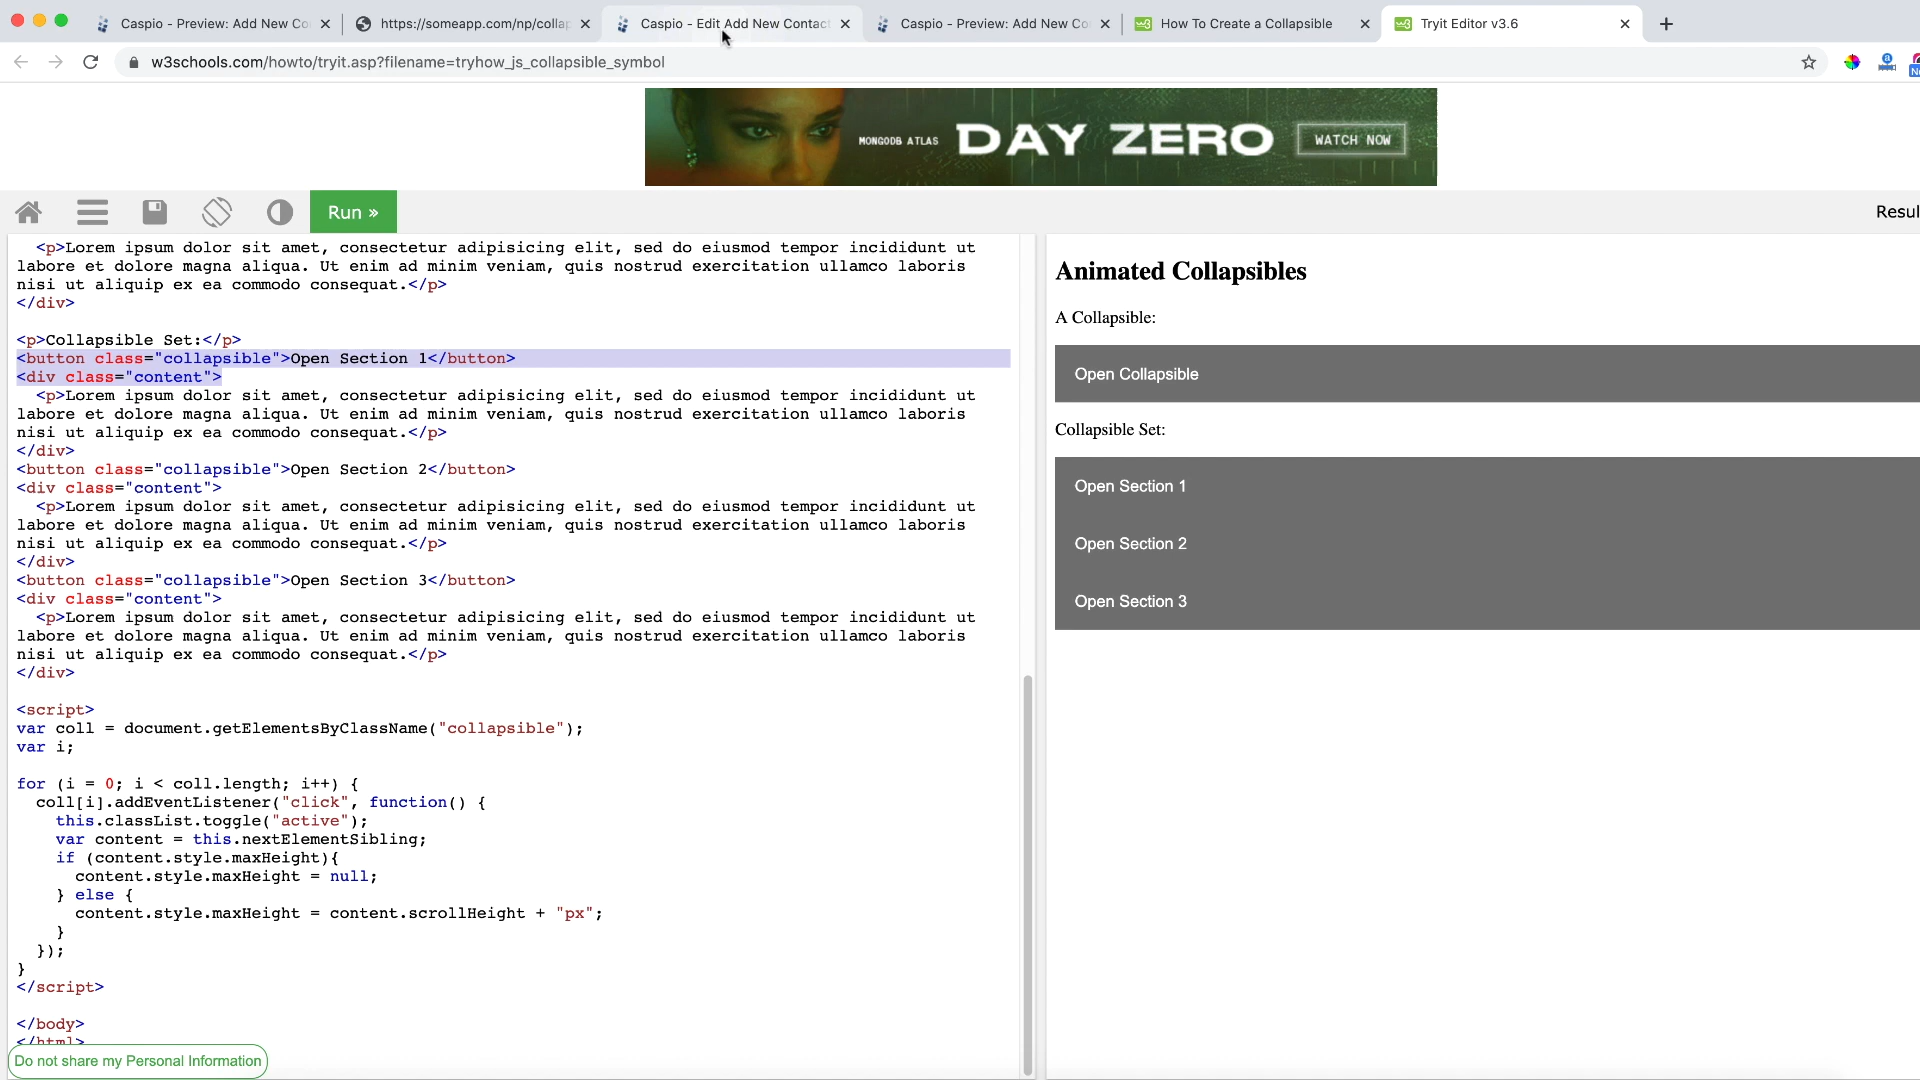 Caspio - Preview: Add New Co
https://someapp.com/np/collap
Caspio - Edit Add New Contact
Caspio - Preview: Add New Co
How To Create a Collapsible
Tryit Editor v3.6
w3schools.com/howto/tryit.asp?filename=tryhow_js_collapsible_symbol
MONGODB ATLAS DAY ZERO WATCH NOW
Run »
Resul
<p>Lorem ipsum dolor sit amet, consectetur adipisicing elit, sed do eiusmod tempor incididunt ut
labore et dolore magna aliqua. Ut enim ad minim veniam, quis nostrud exercitation ullamco laboris
nisi ut aliquip ex ea commodo consequat.</p>
</div>
<p>Collapsible Set:</p>
<button class="collapsible">Open Section 1</button>
<div class="content">
<p>Lorem ipsum dolor sit amet, consectetur adipisicing elit, sed do eiusmod tempor incididunt ut
labore et dolore magna aliqua. Ut enim ad minim veniam, quis nostrud exercitation ullamco laboris
nisi ut aliquip ex ea commodo consequat.</p>
</div>
<button class="collapsible">Open Section 2</button>
<div class="content">
<p>Lorem ipsum dolor sit amet, consectetur adipisicing elit, sed do eiusmod tempor incididunt ut
labore et dolore magna aliqua. Ut enim ad minim veniam, quis nostrud exercitation ullamco laboris
nisi ut aliquip ex ea commodo consequat.</p>
</div>
<button class="collapsible">Open Section 3</button>
<div class="content">
<p>Lorem ipsum dolor sit amet, consectetur adipisicing elit, sed do eiusmod tempor incididunt ut
labore et dolore magna aliqua. Ut enim ad minim veniam, quis nostrud exercitation ullamco laboris
nisi ut aliquip ex ea commodo consequat.</p>
</div>
<script>
var coll = document.getElementsByClassName("collapsible");
var i;
for (i = 0; i < coll.length; i++) {
coll[i].addEventListener("click", function() {
this.classList.toggle("active");
var content = this.nextElementSibling;
if (content.style.maxHeight){
content.style.maxHeight = null;
} else {
content.style.maxHeight = content.scrollHeight + "px";
}
});
}
</script>
</body>
</html>
Do not share my Personal Information
Animated Collapsibles
A Collapsible:
Open Collapsible
Collapsible Set:
Open Section 1
Open Section 2
Open Section 3